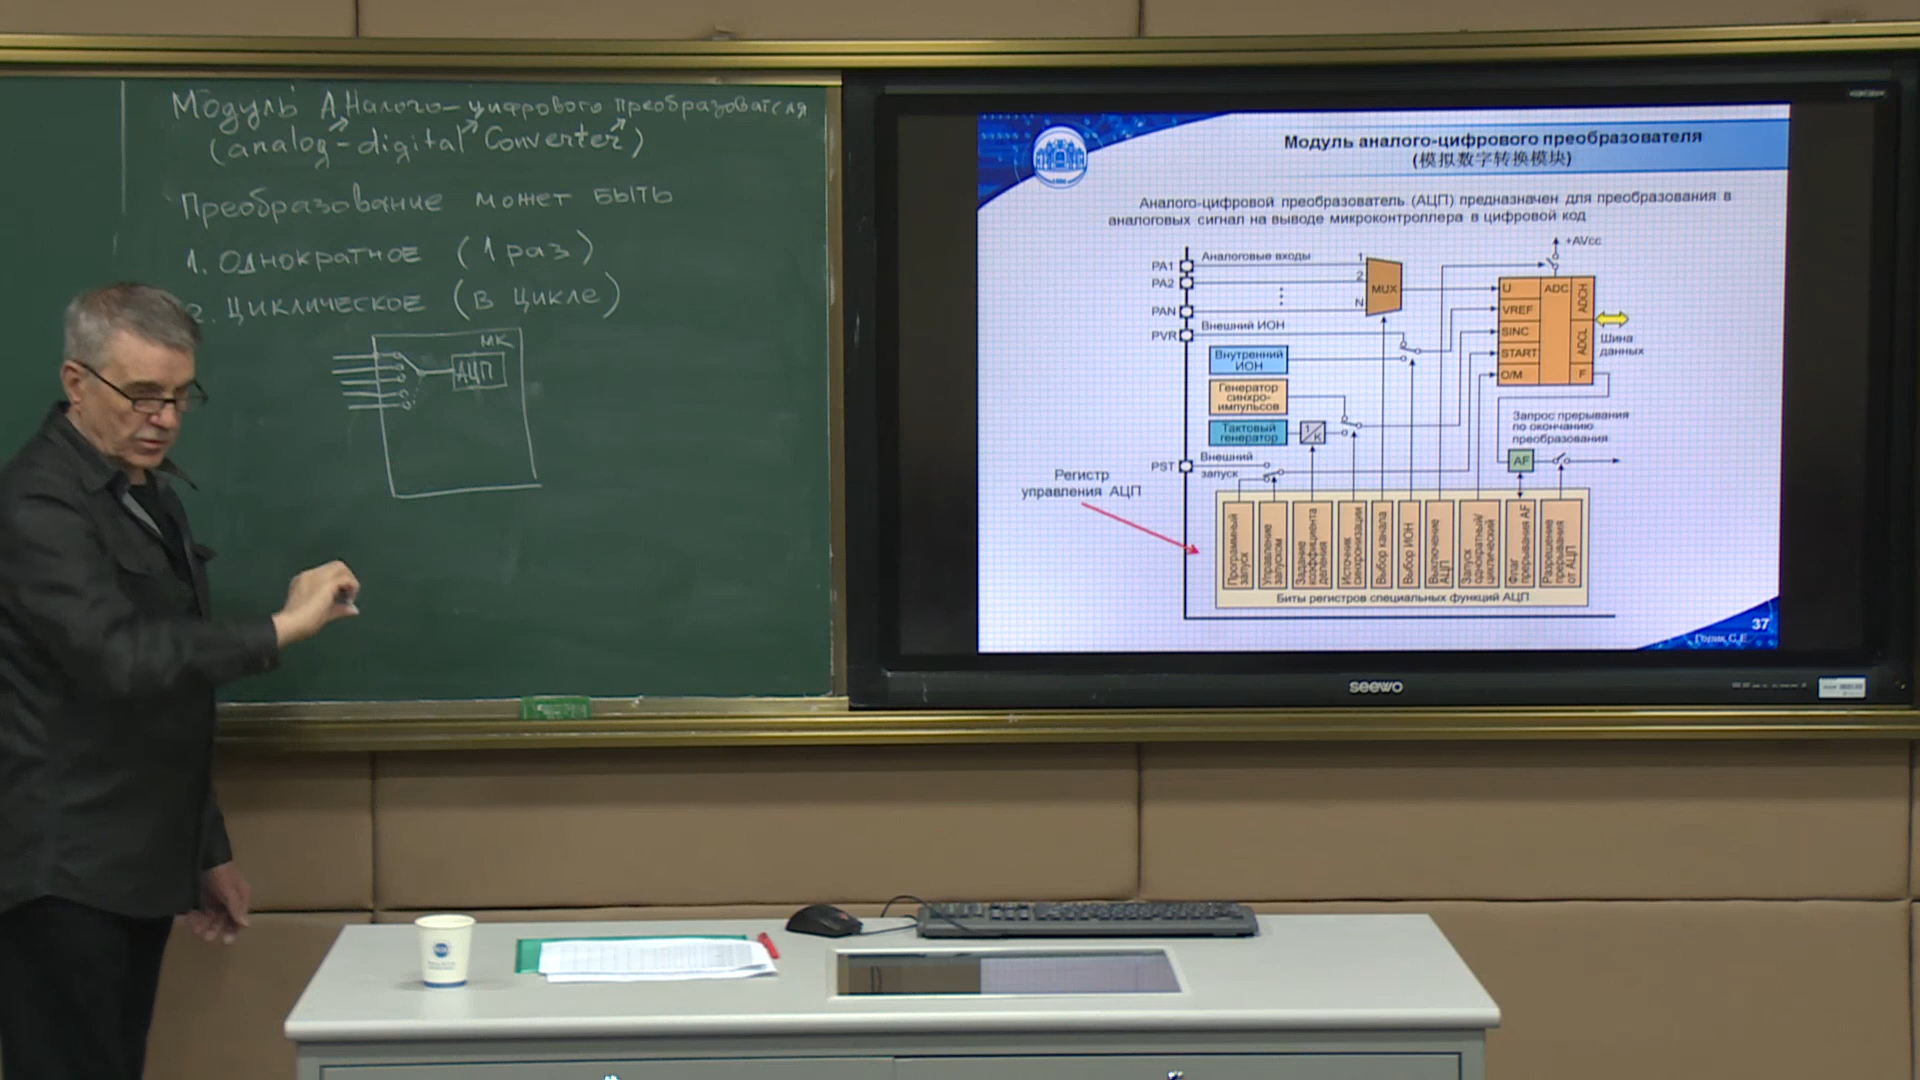 Модуль Аналого-цифрового преобразователя
(analog-digital Converter)
Преобразование может быть
1. Однократное (1 раз)
2. Циклическое (в цикле)
МК
АЦП
Модуль аналого-цифрового преобразователя
(模拟数字转换模块)
Аналого-цифровой преобразователь (АЦП) предназначен для преобразования в
аналоговых сигнал на выводе микроконтроллера в цифровой код
+AVcc
PA1
Аналоговые входы
1
PA2
2
PAN
N
MUX
PVR
Внешний ИОН
U
ADC
ADCH
VREF
SINC
ADCL
START
O/M
F
Шина
данных
Внутренний
ИОН
Генератор
синхро-
импульсов
Тактовый
генератор
1/K
Запрос прерывания
по окончанию
преобразования
AF
PST
Внешний
запуск
Регистр
управления АЦП
Программный
запуск
Управление
запуском
Задание
коэффициента
деления
Источник
синхронизации
Выбор канала
Выбор ИОН
Выключение
АЦП
Запуск
однократный/
циклический
Флаг
прерывания AF
Разрешение
прерывания
от АЦП
Биты регистров специальных функций АЦП
37
seewo